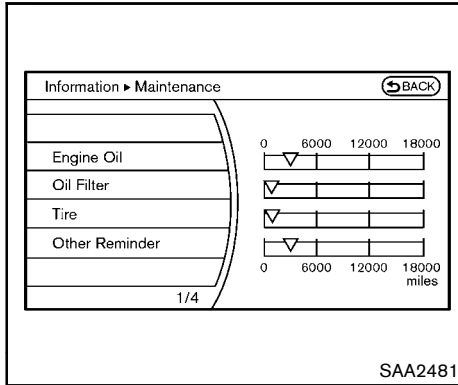 Information ▸ Maintenance
BACK
0 6000 12000 18000
Engine Oil
Oil Filter
Tire
Other Reminder
0 6000 12000 18000
miles
1/4
SAA2481